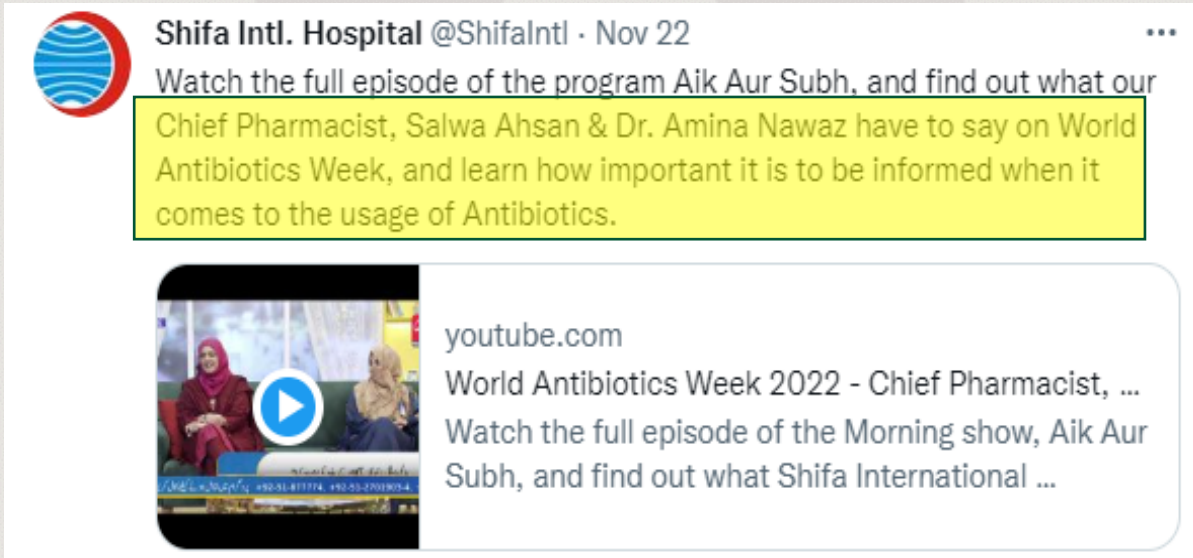 Shifa Intl. Hospital @ShifaIntl · Nov 22
Watch the full episode of the program Aik Aur Subh, and find out what our
Chief Pharmacist, Salwa Ahsan & Dr. Amina Nawaz have to say on World
Antibiotics Week, and learn how important it is to be informed when it
comes to the usage of Antibiotics.
youtube.com
World Antibiotics Week 2022 - Chief Pharmacist, ...
Watch the full episode of the Morning show, Aik Aur
Subh, and find out what Shifa International ...